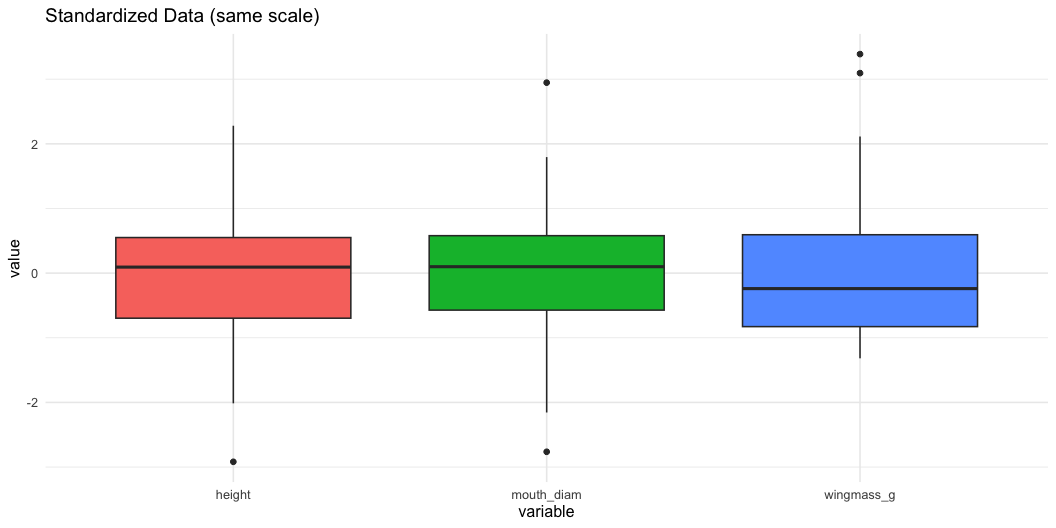 Standardized Data (same scale)
value
2
0
-2
height mouth_diam wingmass_g
variable